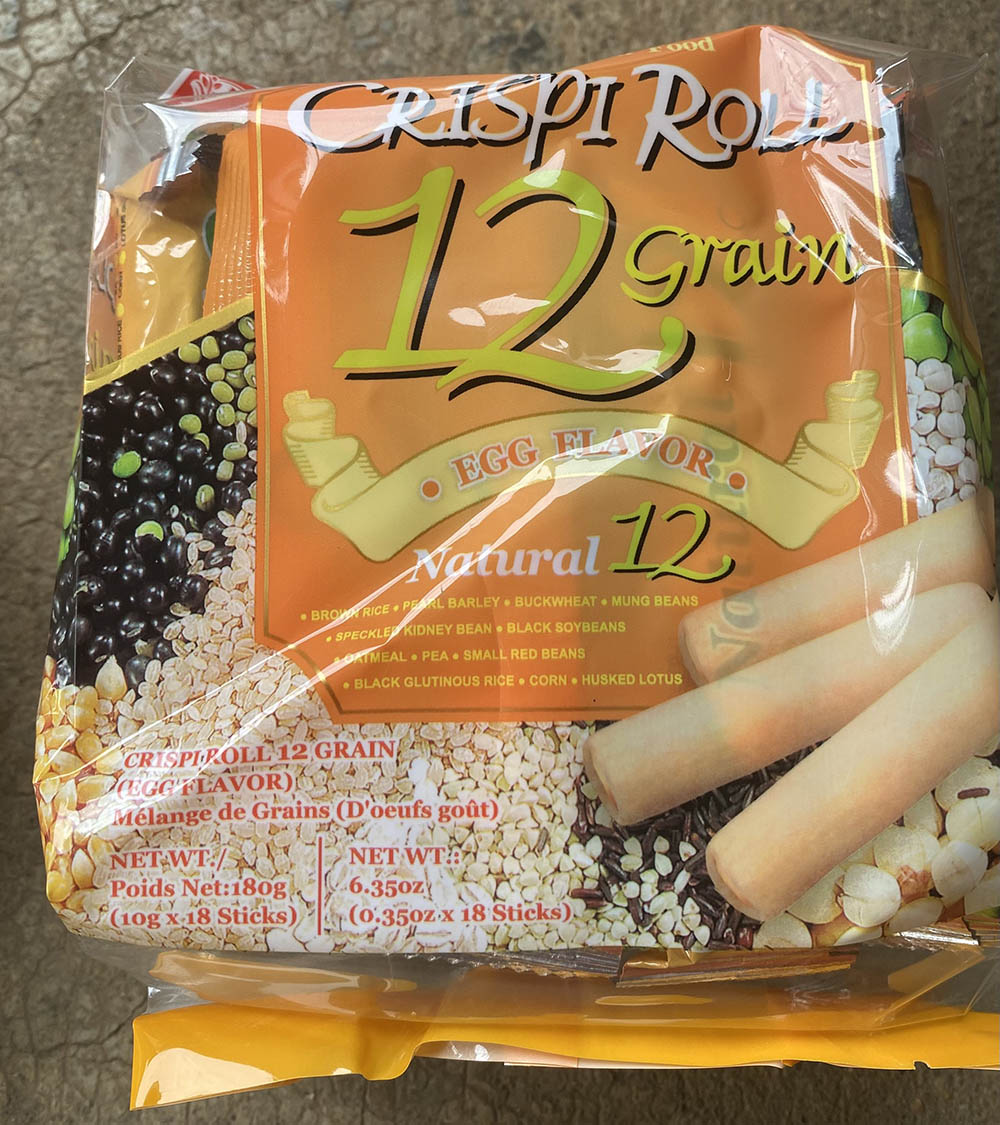 Food
CRISPI ROLL
12 Grain
• EGG FLAVOR •
Natural 12
• BROWN RICE • PEARL BARLEY • BUCKWHEAT • MUNG BEANS
• SPECKLED KIDNEY BEAN • BLACK SOYBEANS
• OATMEAL • PEA • SMALL RED BEANS
• BLACK GLUTINOUS RICE • CORN • HUSKED LOTUS
CRISPI ROLL 12 GRAIN
(EGG FLAVOR)
Mélange de Grains (D'oeufs goût)
NET WT./
Poids Net:180g
(10g x 18 Sticks)
NET WT.:
6.35oz
(0.35oz x 18 Sticks)